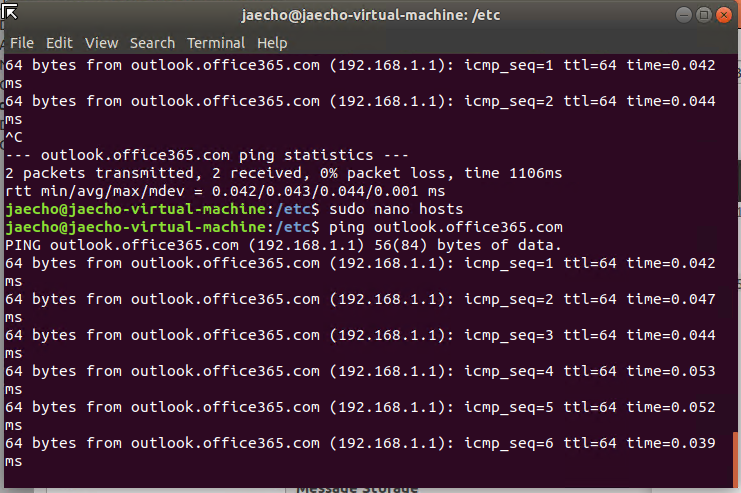 jaecho@jaecho-virtual-machine: /etc
File Edit View Search Terminal Help
64 bytes from outlook.office365.com (192.168.1.1): icmp_seq=1 ttl=64 time=0.042
ms
64 bytes from outlook.office365.com (192.168.1.1): icmp_seq=2 ttl=64 time=0.044
ms
^C
--- outlook.office365.com ping statistics ---
2 packets transmitted, 2 received, 0% packet loss, time 1106ms
rtt min/avg/max/mdev = 0.042/0.043/0.044/0.001 ms
jaecho@jaecho-virtual-machine:/etc$ sudo nano hosts
jaecho@jaecho-virtual-machine:/etc$ ping outlook.office365.com
PING outlook.office365.com (192.168.1.1) 56(84) bytes of data.
64 bytes from outlook.office365.com (192.168.1.1): icmp_seq=1 ttl=64 time=0.042
ms
64 bytes from outlook.office365.com (192.168.1.1): icmp_seq=2 ttl=64 time=0.047
ms
64 bytes from outlook.office365.com (192.168.1.1): icmp_seq=3 ttl=64 time=0.044
ms
64 bytes from outlook.office365.com (192.168.1.1): icmp_seq=4 ttl=64 time=0.053
ms
64 bytes from outlook.office365.com (192.168.1.1): icmp_seq=5 ttl=64 time=0.052
ms
64 bytes from outlook.office365.com (192.168.1.1): icmp_seq=6 ttl=64 time=0.039
ms
Message Storage